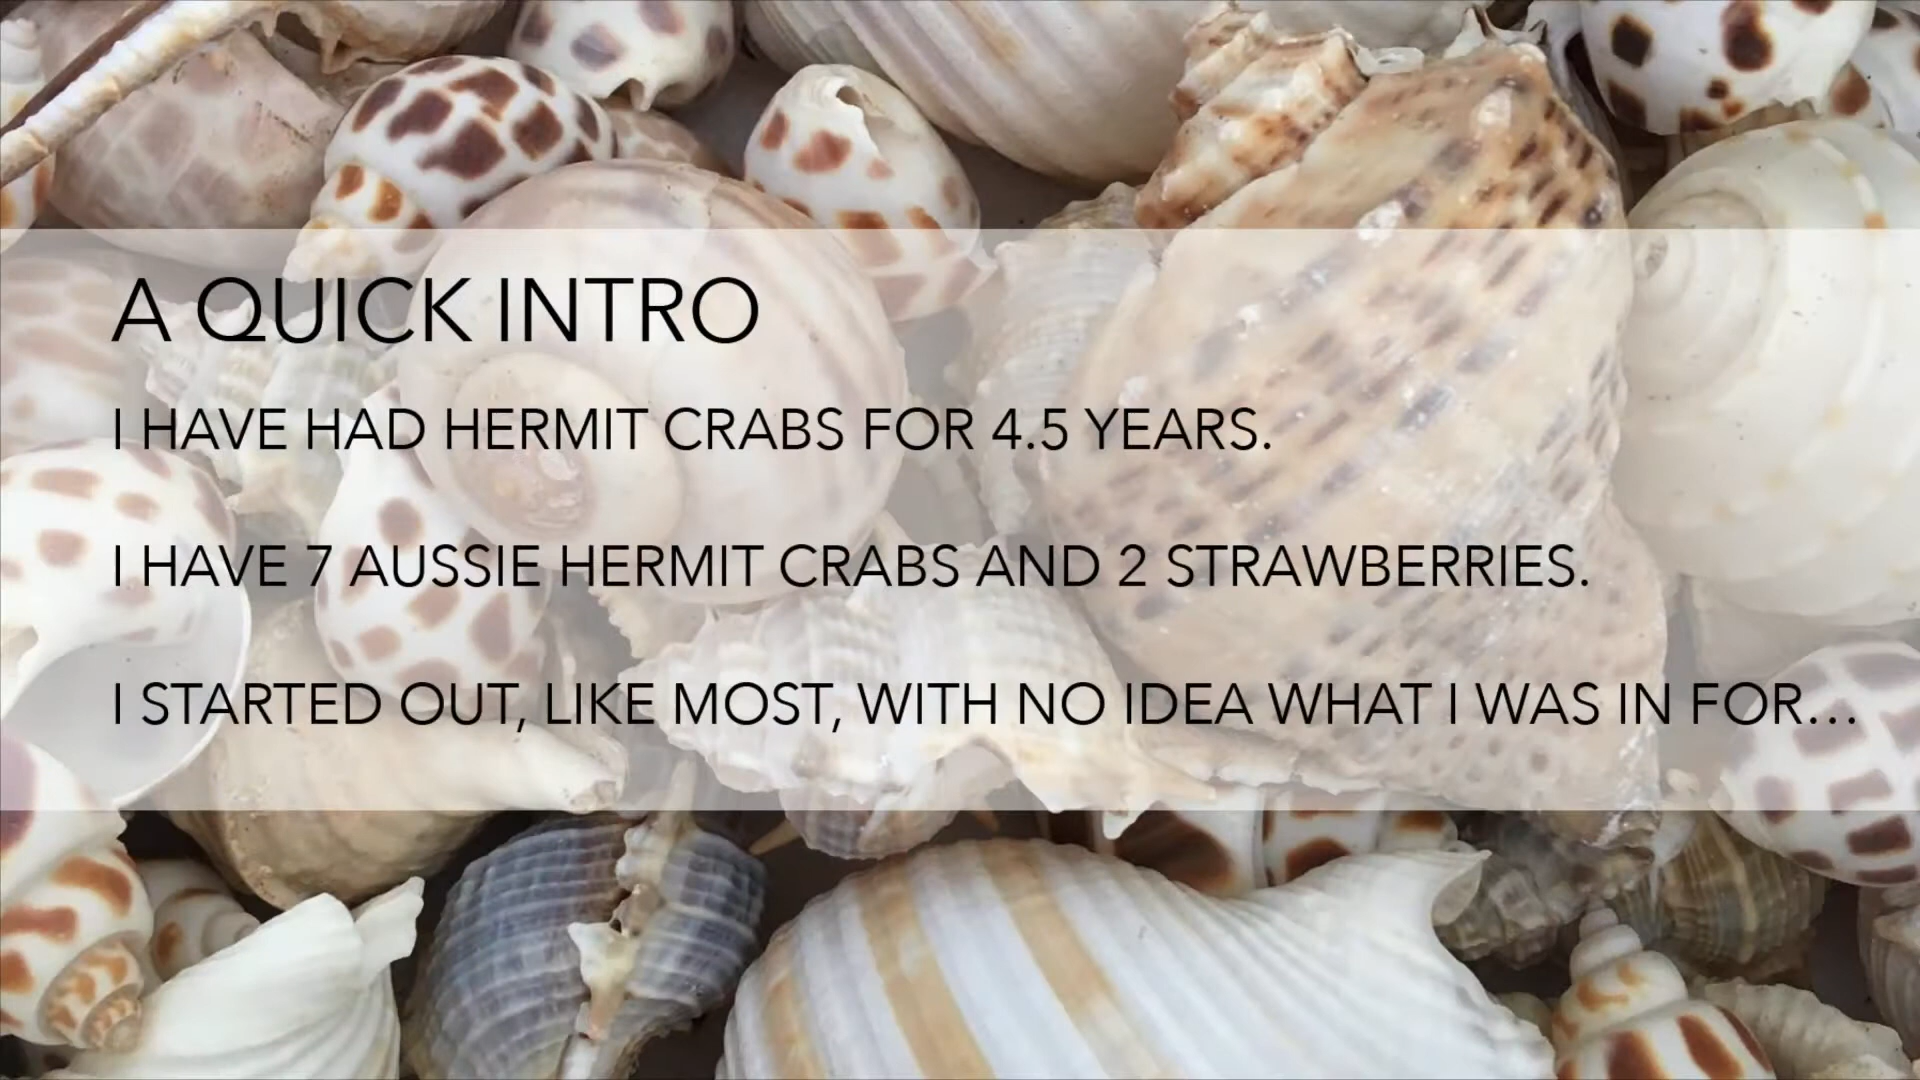 A QUICK INTRO
I HAVE HAD HERMIT CRABS FOR 4.5 YEARS.
I HAVE 7 AUSSIE HERMIT CRABS AND 2 STRAWBERRIES.
I STARTED OUT, LIKE MOST, WITH NO IDEA WHAT I WAS IN FOR...